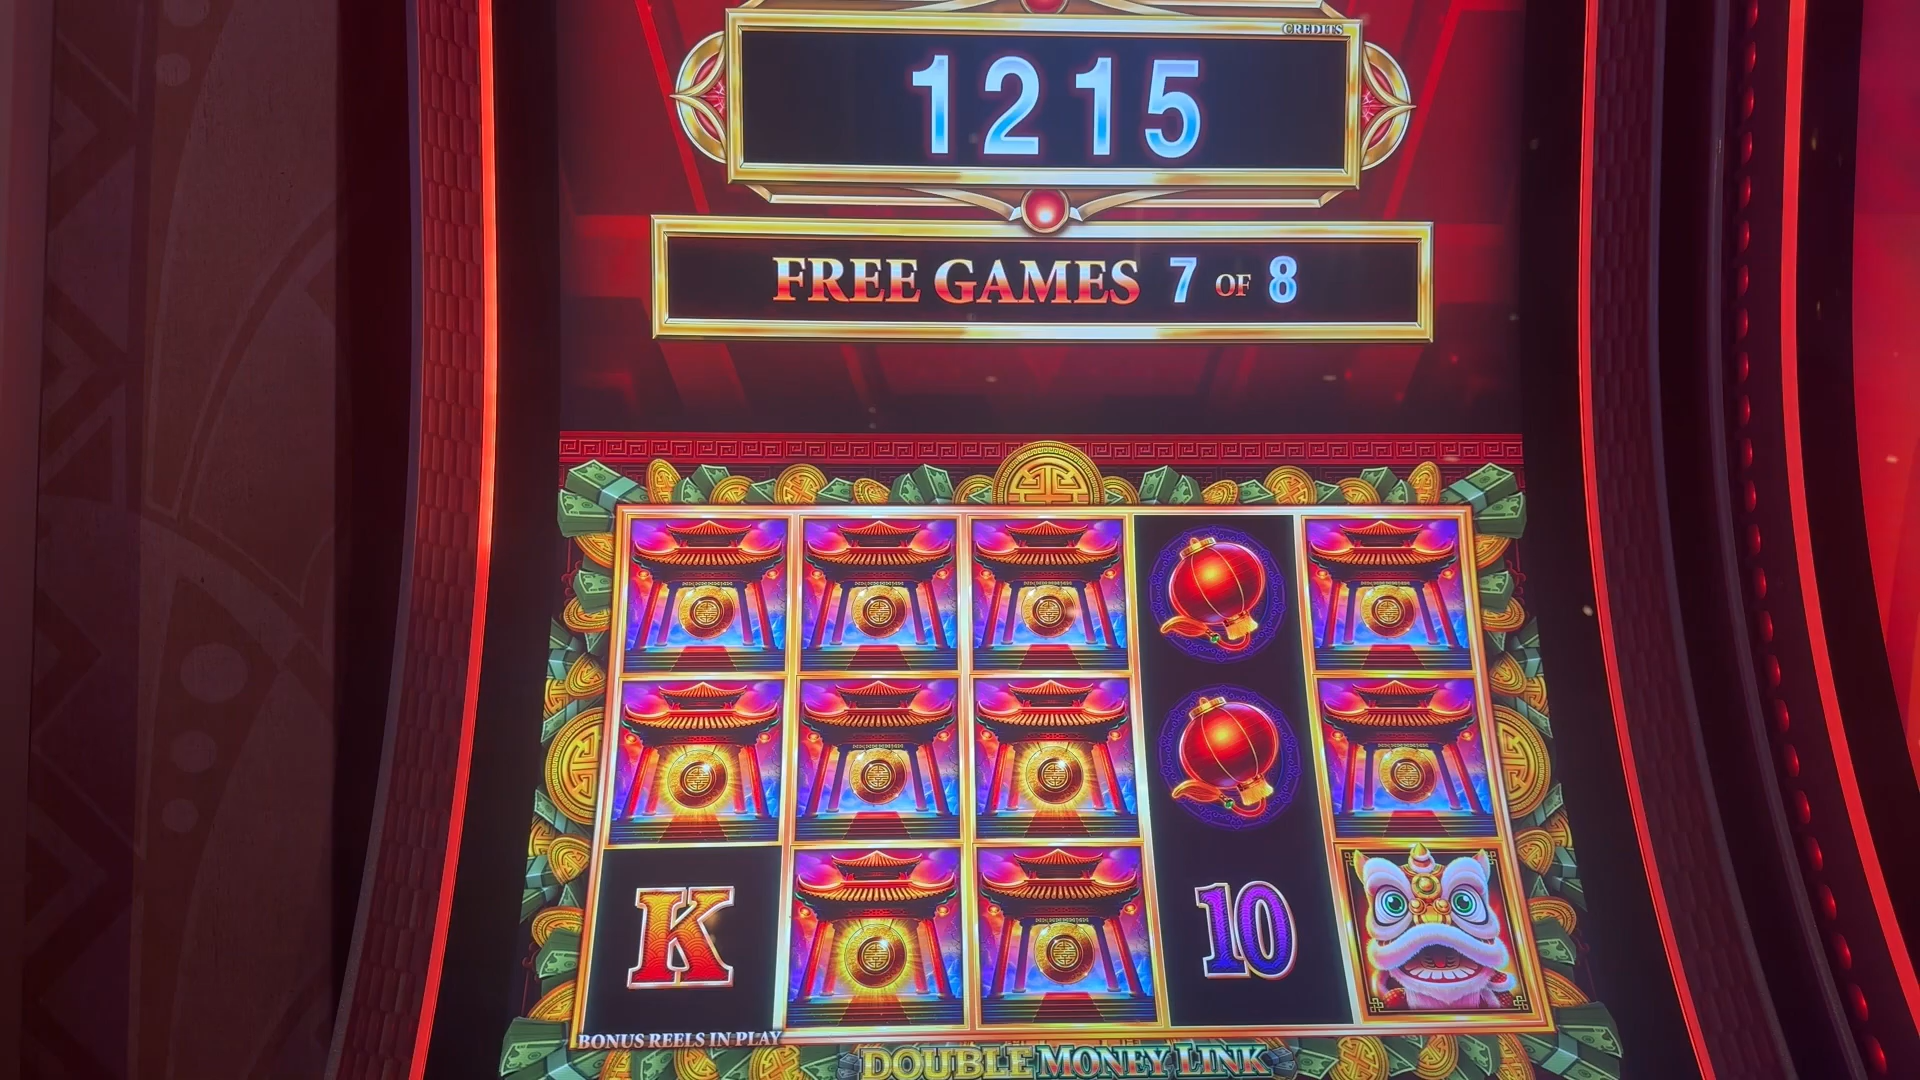 CREDITS
1215
FREE GAMES 7 OF 8
K
10
BONUS REELS IN PLAY
DOUBLE MONEY LINK